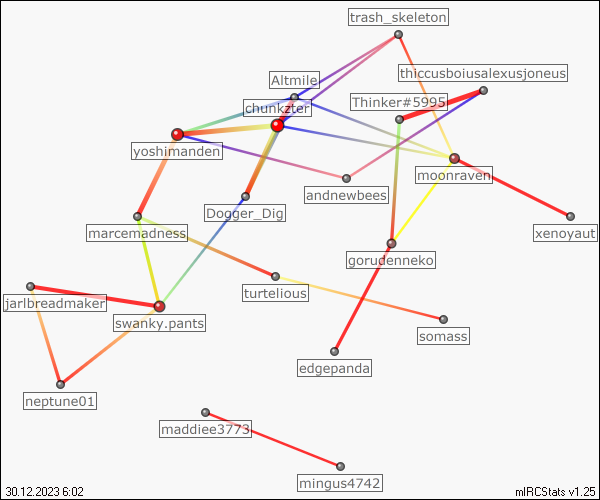 trash_skeleton
thiccusboiusalexusjoneus
Altmile
Thinker#5995
chunkzter
yoshimanden
moonraven
andnewbees
Dogger_Dig
marcemadness
xenoyaut
gorudenneko
turtelious
jarlbreadmaker
swanky.pants
somass
edgepanda
neptune01
maddiee3773
mingus4742
30.12.2023 6:02
mIRCStats v1.25